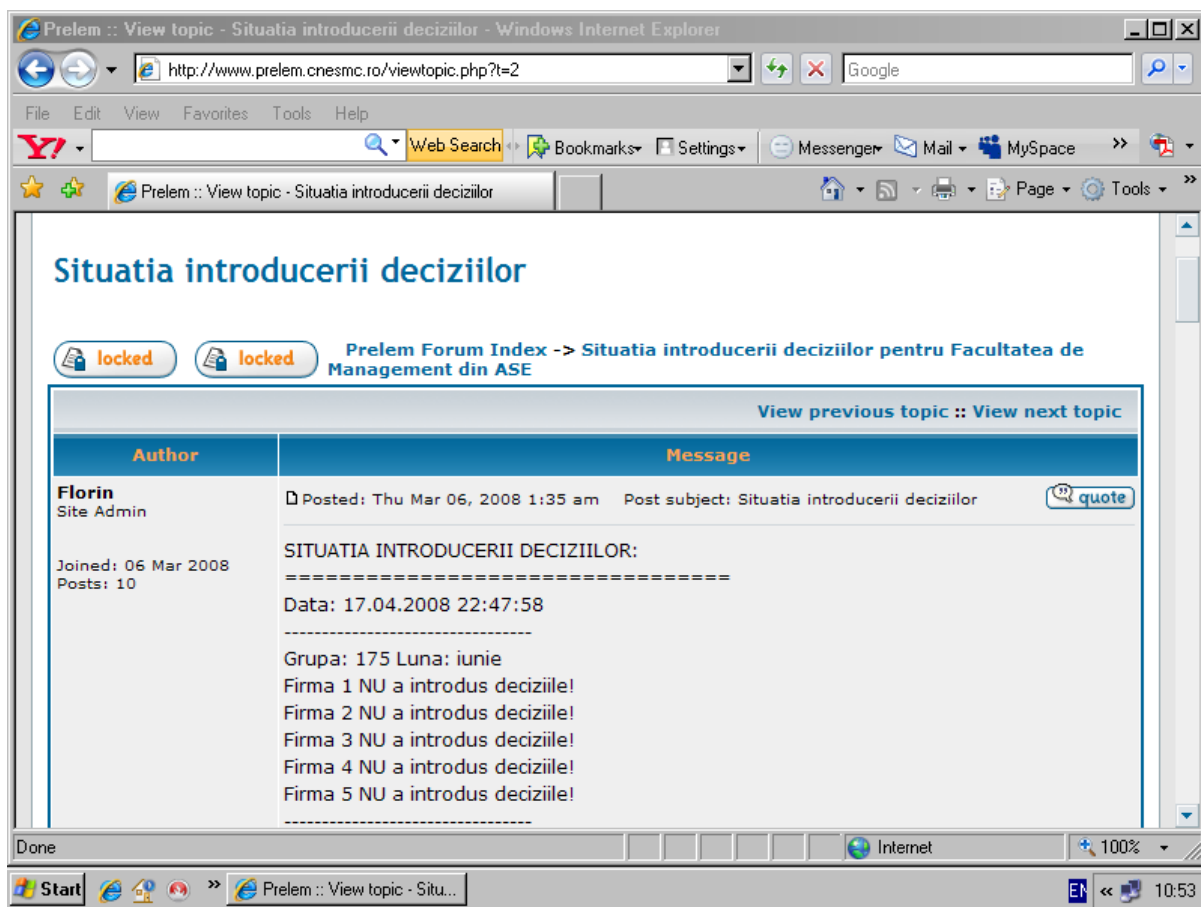 Prelem :: View topic - Situatia introducerii deciziilor - Windows Internet Explorer
http://www.prelem.cnesmc.ro/viewtopic.php?t=2
Google
File Edit View Favorites Tools Help
Y! Web Search Bookmarks Settings Messenger Mail MySpace >>
Prelem :: View topic - Situatia introducerii deciziilor
Page Tools >>
Situatia introducerii deciziilor
locked locked Prelem Forum Index -> Situatia introducerii deciziilor pentru Facultatea de
Management din ASE
View previous topic :: View next topic
Author Message
Florin
Site Admin
Joined: 06 Mar 2008
Posts: 10
Posted: Thu Mar 06, 2008 1:35 am Post subject: Situatia introducerii deciziilor quote
SITUATIA INTRODUCERII DECIZIILOR:
=================================
Data: 17.04.2008 22:47:58
---------------------------------
Grupa: 175 Luna: iunie
Firma 1 NU a introdus deciziile!
Firma 2 NU a introdus deciziile!
Firma 3 NU a introdus deciziile!
Firma 4 NU a introdus deciziile!
Firma 5 NU a introdus deciziile!
---------------------------------
Done Internet 100%
Start >> Prelem :: View topic - Situ... EN << 10:53